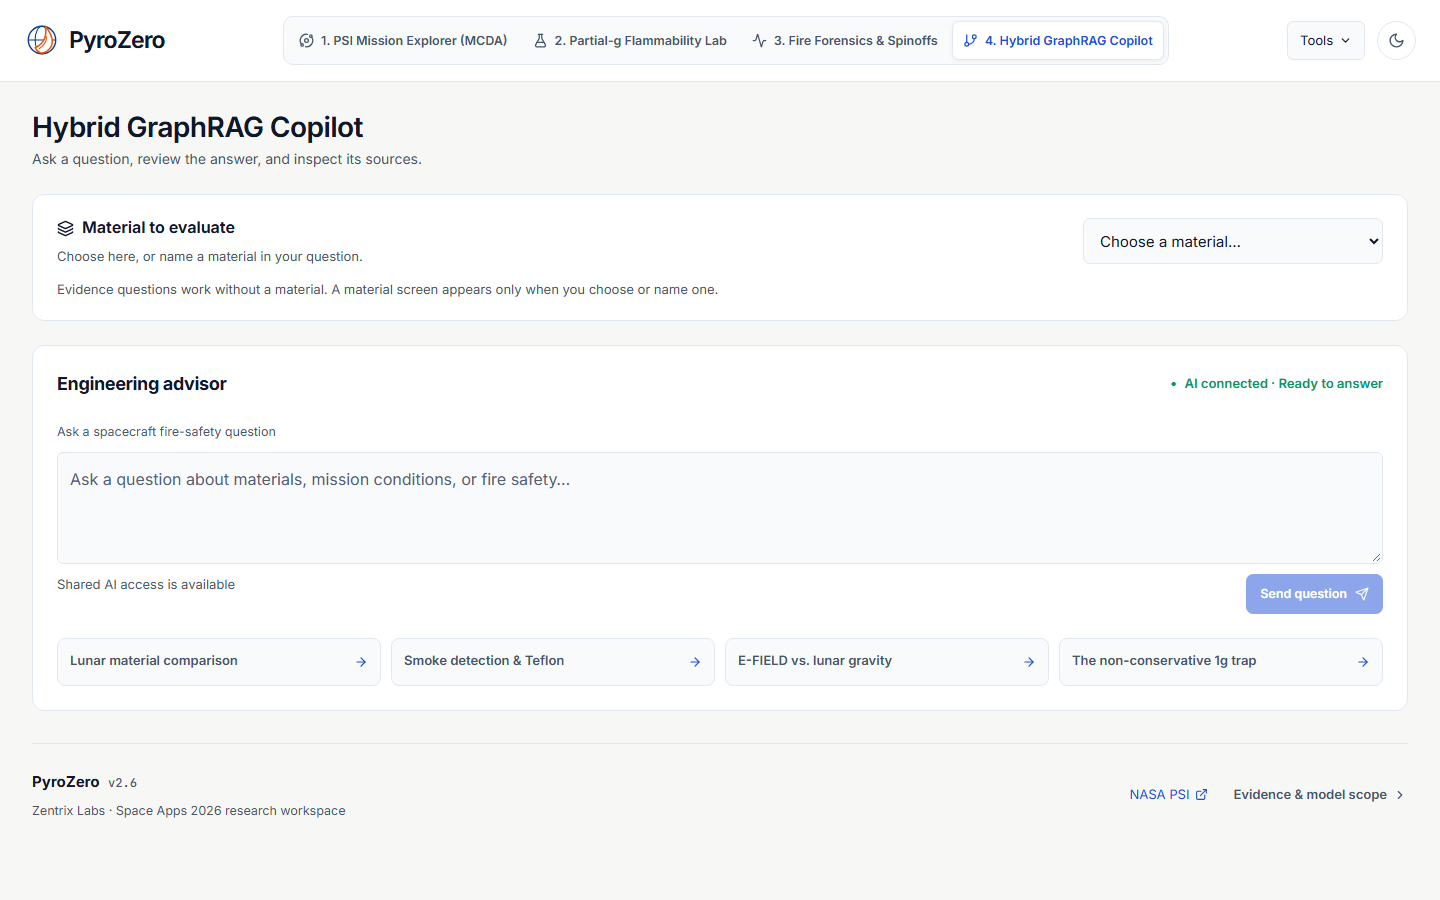 PyroZero
1. PSI Mission Explorer (MCDA)
2. Partial-g Flammability Lab
3. Fire Forensics & Spinoffs
4. Hybrid GraphRAG Copilot
Tools
Hybrid GraphRAG Copilot
Ask a question, review the answer, and inspect its sources.
Material to evaluate
Choose here, or name a material in your question.
Choose a material...
Evidence questions work without a material. A material screen appears only when you choose or name one.
Engineering advisor
• AI connected · Ready to answer
Ask a spacecraft fire-safety question
Ask a question about materials, mission conditions, or fire safety...
Shared AI access is available
Send question
Lunar material comparison
Smoke detection & Teflon
E-FIELD vs. lunar gravity
The non-conservative 1g trap
PyroZero v2.6
Zentrix Labs · Space Apps 2026 research workspace
NASA PSI
Evidence & model scope